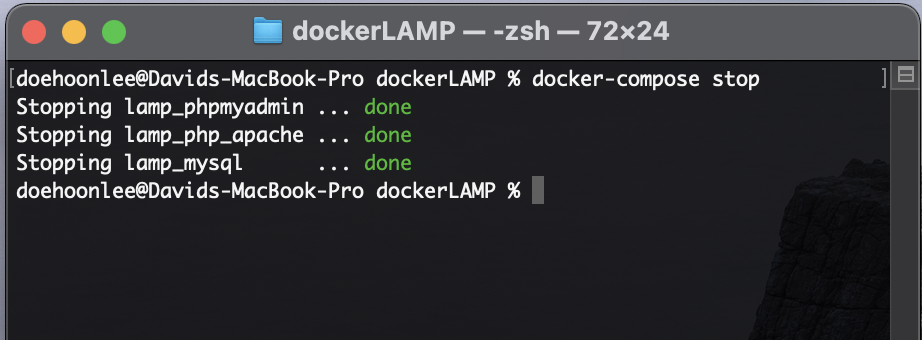 dockerLAMP — -zsh — 72×24
[doehoonlee@Davids-MacBook-Pro dockerLAMP % docker-compose stop ]
Stopping lamp_phpmyadmin ... done
Stopping lamp_php_apache ... done
Stopping lamp_mysql      ... done
doehoonlee@Davids-MacBook-Pro dockerLAMP %